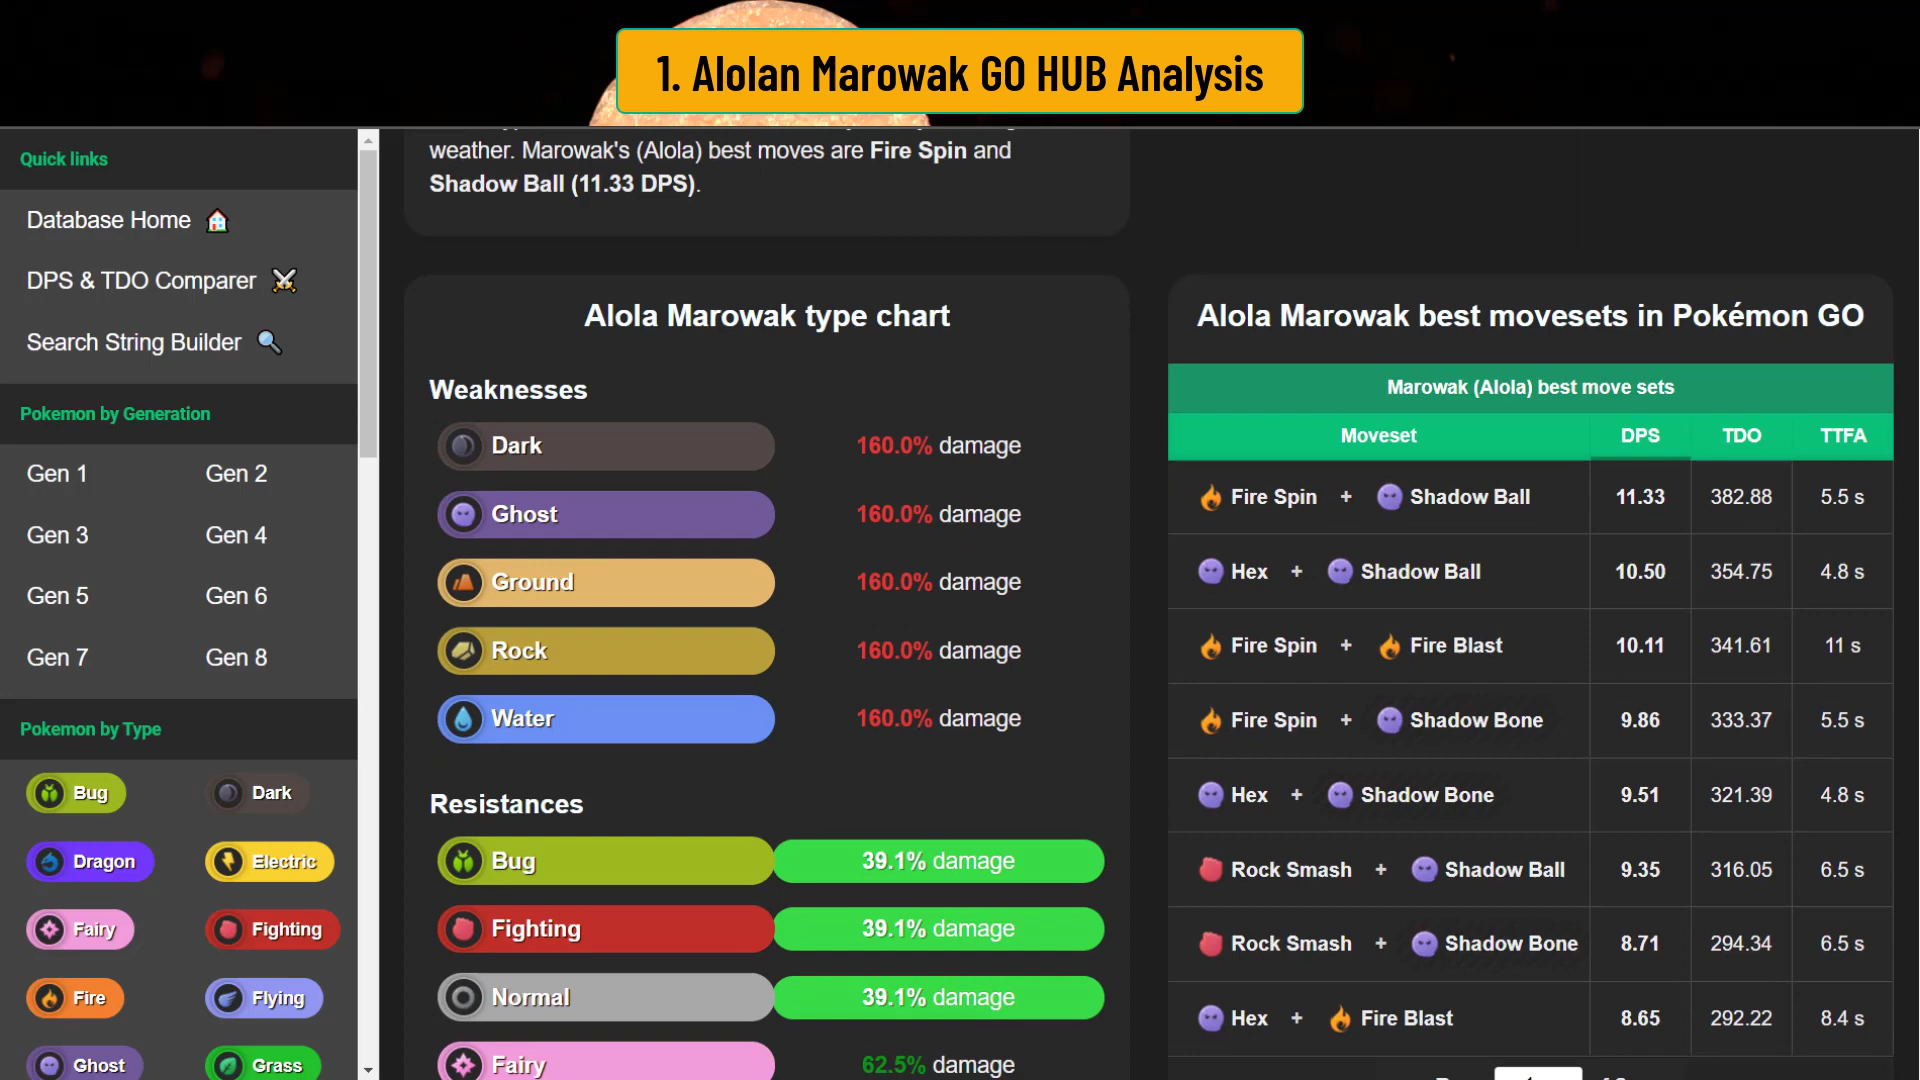 1. Alolan Marowak GO HUB Analysis
Quick links
Database Home
DPS & TDO Comparer
Search String Builder
Pokemon by Generation
Gen 1 Gen 2
Gen 3 Gen 4
Gen 5 Gen 6
Gen 7 Gen 8
Pokemon by Type
Bug Dark
Dragon Electric
Fairy Fighting
Fire Flying
Ghost Grass
weather. Marowak's (Alola) best moves are Fire Spin and
Shadow Ball (11.33 DPS).
Alola Marowak type chart
Weaknesses
Dark 160.0% damage
Ghost 160.0% damage
Ground 160.0% damage
Rock 160.0% damage
Water 160.0% damage
Resistances
Bug 39.1% damage
Fighting 39.1% damage
Normal 39.1% damage
Fairy 62.5% damage
Alola Marowak best movesets in Pokémon GO
Marowak (Alola) best move sets
Moveset DPS TDO TTFA
Fire Spin + Shadow Ball 11.33 382.88 5.5 s
Hex + Shadow Ball 10.50 354.75 4.8 s
Fire Spin + Fire Blast 10.11 341.61 11 s
Fire Spin + Shadow Bone 9.86 333.37 5.5 s
Hex + Shadow Bone 9.51 321.39 4.8 s
Rock Smash + Shadow Ball 9.35 316.05 6.5 s
Rock Smash + Shadow Bone 8.71 294.34 6.5 s
Hex + Fire Blast 8.65 292.22 8.4 s